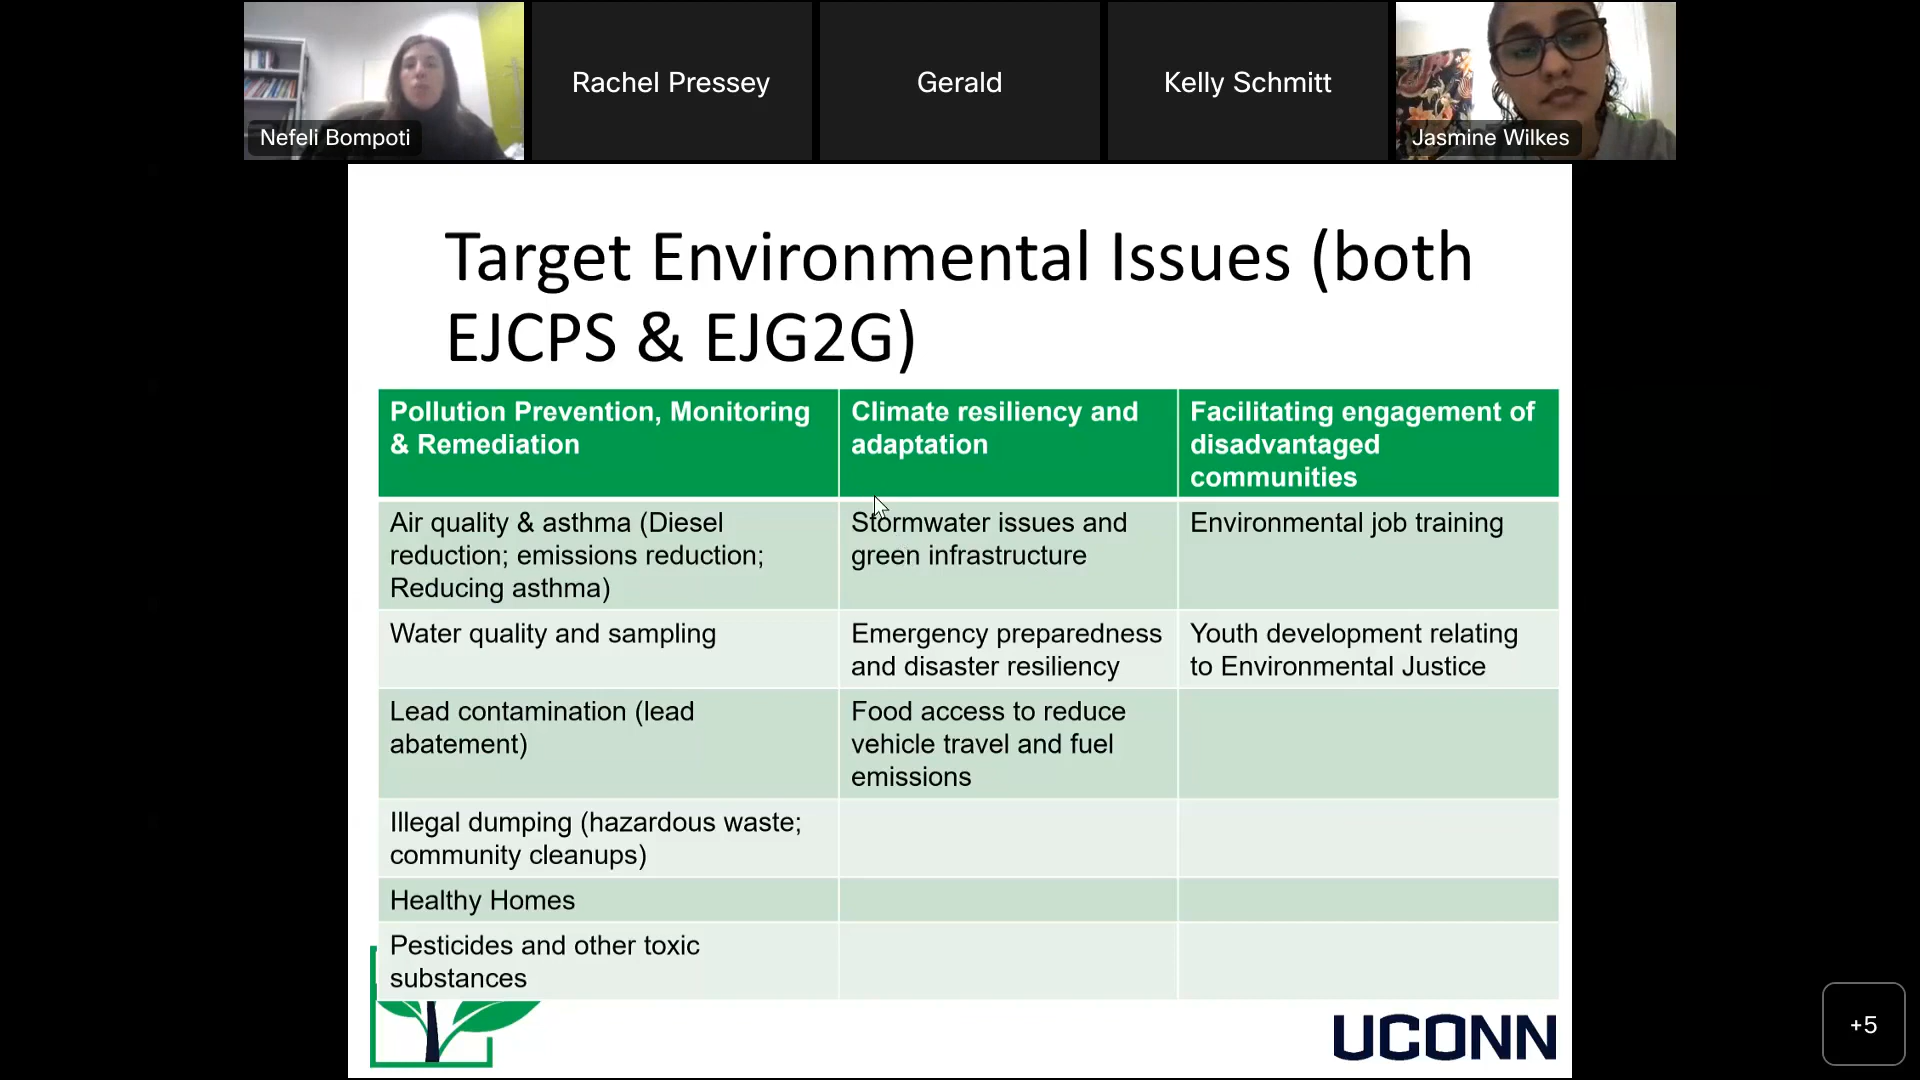 Nefeli Bompoti
Rachel Pressey
Gerald
Kelly Schmitt
Jasmine Wilkes
Target Environmental Issues (both
EJCPS & EJG2G)
Pollution Prevention, Monitoring
& Remediation
Climate resiliency and
adaptation
Facilitating engagement of
disadvantaged
communities
Air quality & asthma (Diesel
reduction; emissions reduction;
Reducing asthma)
Stormwater issues and
green infrastructure
Environmental job training
Water quality and sampling
Emergency preparedness
and disaster resiliency
Youth development relating
to Environmental Justice
Lead contamination (lead
abatement)
Food access to reduce
vehicle travel and fuel
emissions
Illegal dumping (hazardous waste;
community cleanups)
Healthy Homes
Pesticides and other toxic
substances
UCONN
+5